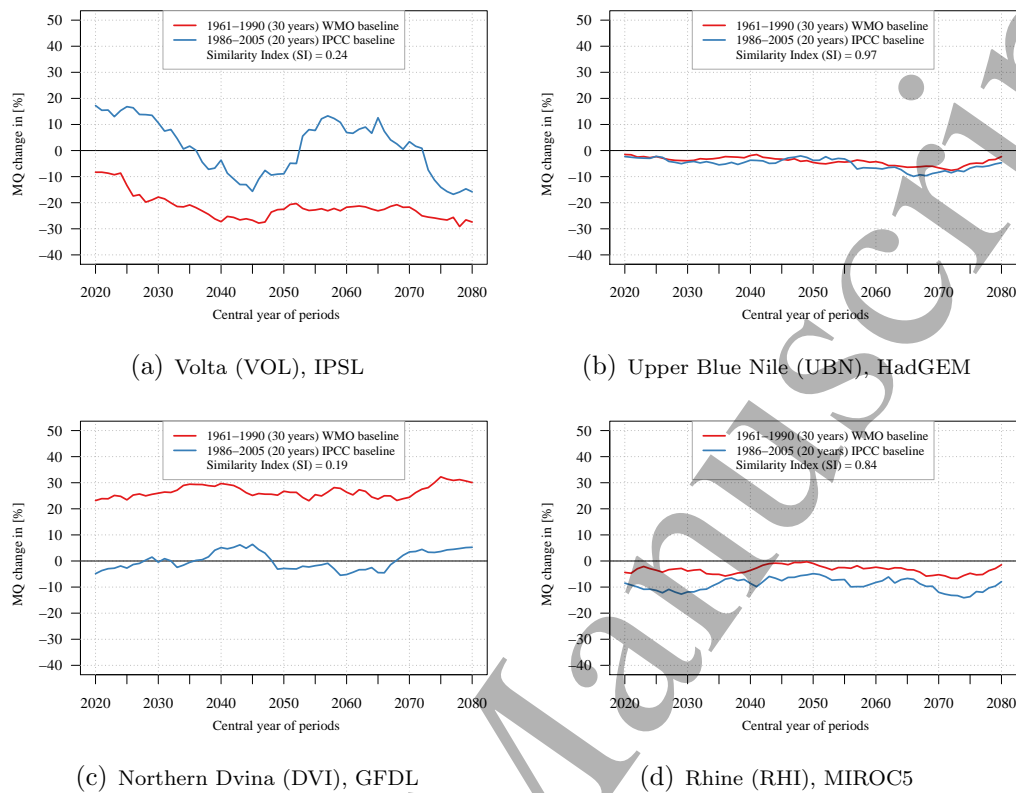 1961–1990 (30 years) WMO baseline
1986–2005 (20 years) IPCC baseline
Similarity Index (SI) = 0.24
MQ change in [%]
50
40
30
20
10
0
−10
−20
−30
−40
2020 2030 2040 2050 2060 2070 2080
Central year of periods
(a) Volta (VOL), IPSL
1961–1990 (30 years) WMO baseline
1986–2005 (20 years) IPCC baseline
Similarity Index (SI) = 0.97
MQ change in [%]
50
40
30
20
10
0
−10
−20
−30
−40
2020 2030 2040 2050 2060 2070 2080
Central year of periods
(b) Upper Blue Nile (UBN), HadGEM
1961–1990 (30 years) WMO baseline
1986–2005 (20 years) IPCC baseline
Similarity Index (SI) = 0.19
MQ change in [%]
50
40
30
20
10
0
−10
−20
−30
−40
2020 2030 2040 2050 2060 2070 2080
Central year of periods
(c) Northern Dvina (DVI), GFDL
1961–1990 (30 years) WMO baseline
1986–2005 (20 years) IPCC baseline
Similarity Index (SI) = 0.84
MQ change in [%]
50
40
30
20
10
0
−10
−20
−30
−40
2020 2030 2040 2050 2060 2070 2080
Central year of periods
(d) Rhine (RHI), MIROC5
Manuscrip